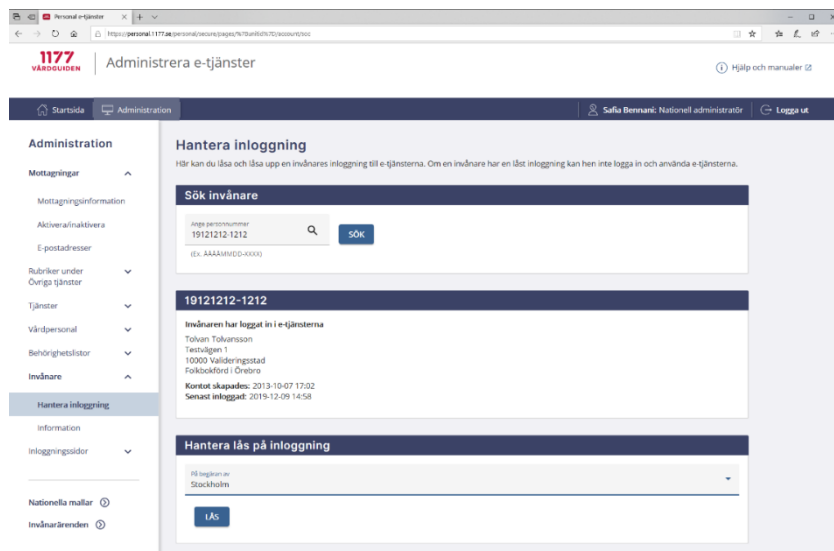 Personal e-tjänster
https://personal.1177.se/personal/secure/pages/%7Bunitid%7D/account/soc
1177
VÅRDGUIDEN
Administrera e-tjänster
Hjälp och manualer
Startsida
Administration
Safia Bennani: Nationell administratör
Logga ut
Administration
Mottagningar
Mottagningsinformation
Aktivera/inaktivera
E-postadresser
Rubriker under
Övriga tjänster
Tjänster
Vårdpersonal
Behörighetslistor
Invånare
Hantera inloggning
Information
Inloggningssidor
Nationella mallar
Invånarärenden
Hantera inloggning
Här kan du låsa och låsa upp en invånares inloggning till e-tjänsterna. Om en invånare har en låst inloggning kan hen inte logga in och använda e-tjänsterna.
Sök invånare
Ange personnummer
19121212-1212
SÖK
(Ex. ÅÅÅÅMMDD-XXXX)
19121212-1212
Invånaren har loggat in i e-tjänsterna
Tolvan Tolvansson
Testvägen 1
10000 Valideringsstad
Folkbokförd i Örebro
Kontot skapades: 2013-10-07 17:02
Senast inloggad: 2019-12-09 14:58
Hantera lås på inloggning
På begäran av
Stockholm
LÅS